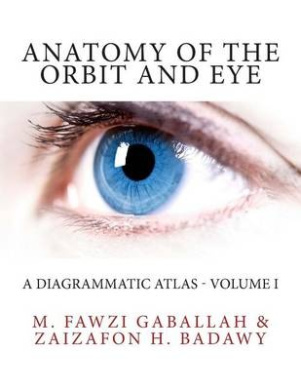 ANATOMY OF THE
ORBIT AND EYE
A DIAGRAMMATIC ATLAS - VOLUME I
M. FAWZI GABALLAH &
ZAIZAFON H. BADAWY